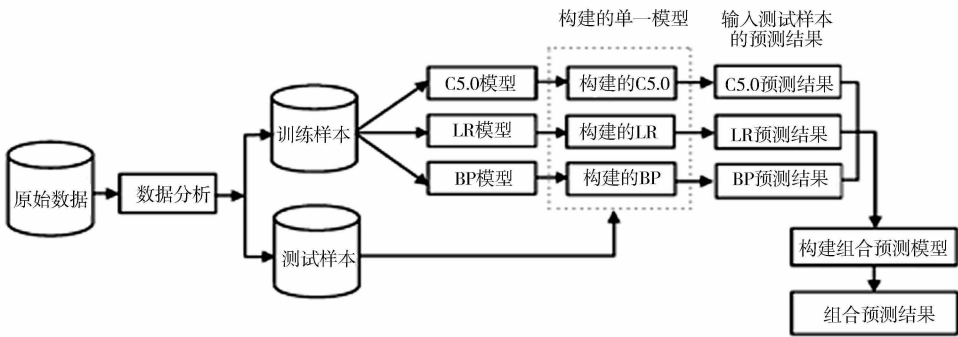 构建的单一模型
输入测试样本
的预测结果
C5.0模型
构建的C5.0
C5.0预测结果
训练样本
LR模型
构建的LR
LR预测结果
BP模型
构建的BP
BP预测结果
原始数据
数据分析
测试样本
构建组合预测模型
组合预测结果